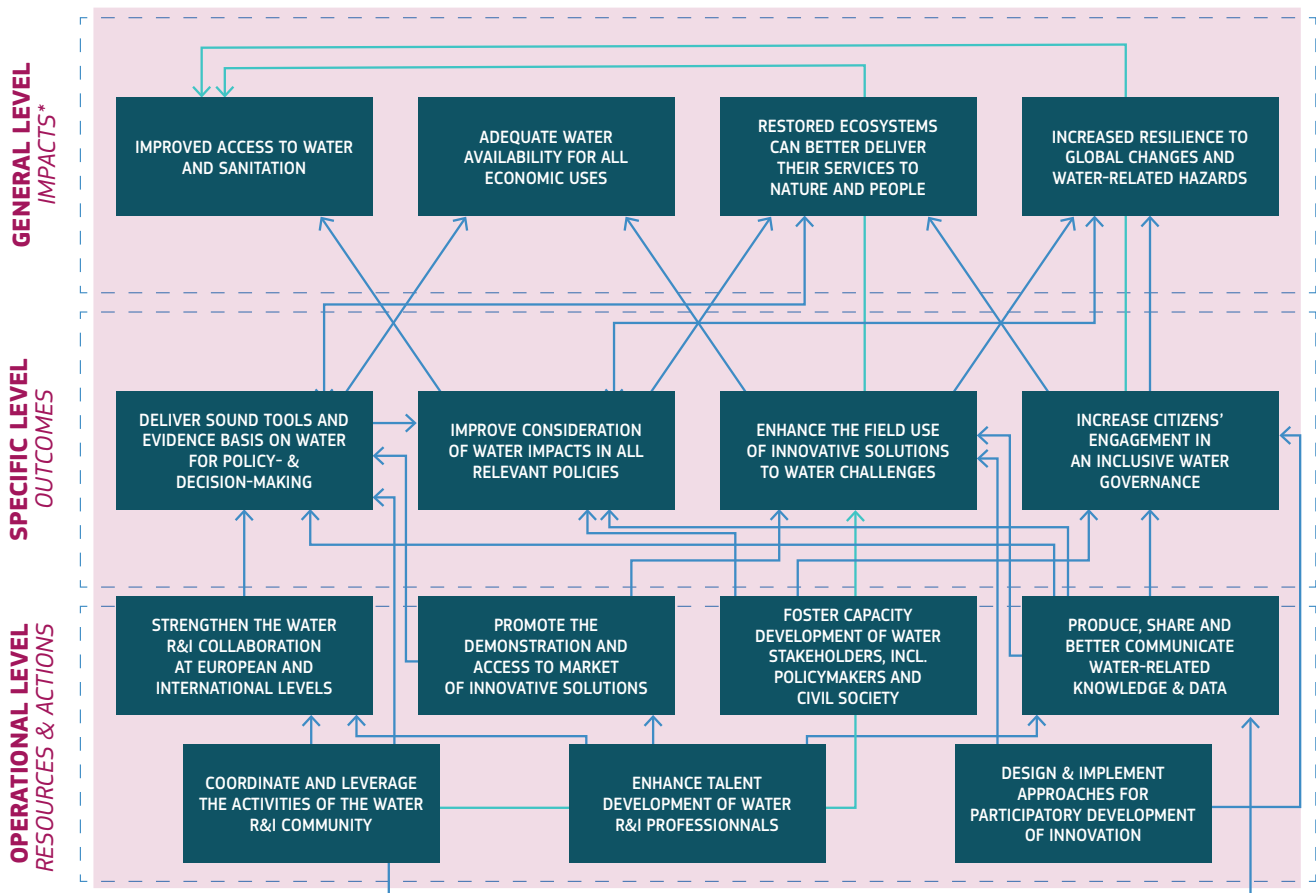 GENERAL LEVEL
IMPACTS*
IMPROVED ACCESS TO WATER
AND SANITATION
ADEQUATE WATER
AVAILABILITY FOR ALL
ECONOMIC USES
RESTORED ECOSYSTEMS
CAN BETTER DELIVER
THEIR SERVICES TO
NATURE AND PEOPLE
INCREASED RESILIENCE TO
GLOBAL CHANGES AND
WATER-RELATED HAZARDS
SPECIFIC LEVEL
OUTCOMES
DELIVER SOUND TOOLS AND
EVIDENCE BASIS ON WATER
FOR POLICY- &
DECISION-MAKING
IMPROVE CONSIDERATION
OF WATER IMPACTS IN ALL
RELEVANT POLICIES
ENHANCE THE FIELD USE
OF INNOVATIVE SOLUTIONS
TO WATER CHALLENGES
INCREASE CITIZENS’
ENGAGEMENT IN
AN INCLUSIVE WATER
GOVERNANCE
OPERATIONAL LEVEL
RESOURCES & ACTIONS
STRENGTHEN THE WATER
R&I COLLABORATION
AT EUROPEAN AND
INTERNATIONAL LEVELS
PROMOTE THE
DEMONSTRATION AND
ACCESS TO MARKET
OF INNOVATIVE SOLUTIONS
FOSTER CAPACITY
DEVELOPMENT OF WATER
STAKEHOLDERS, INCL.
POLICYMAKERS AND
CIVIL SOCIETY
PRODUCE, SHARE AND
BETTER COMMUNICATE
WATER-RELATED
KNOWLEDGE & DATA
COORDINATE AND LEVERAGE
THE ACTIVITIES OF THE WATER
R&I COMMUNITY
ENHANCE TALENT
DEVELOPMENT OF WATER
R&I PROFESSIONNALS
DESIGN & IMPLEMENT
APPROACHES FOR
PARTICIPATORY DEVELOPMENT
OF INNOVATION